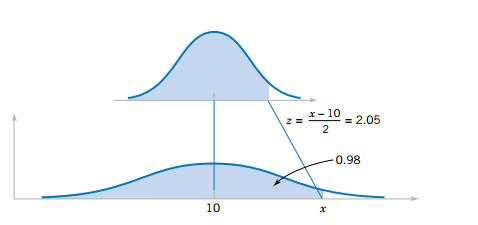 z = x – 10 / 2 = 2.05
0.98
10 x